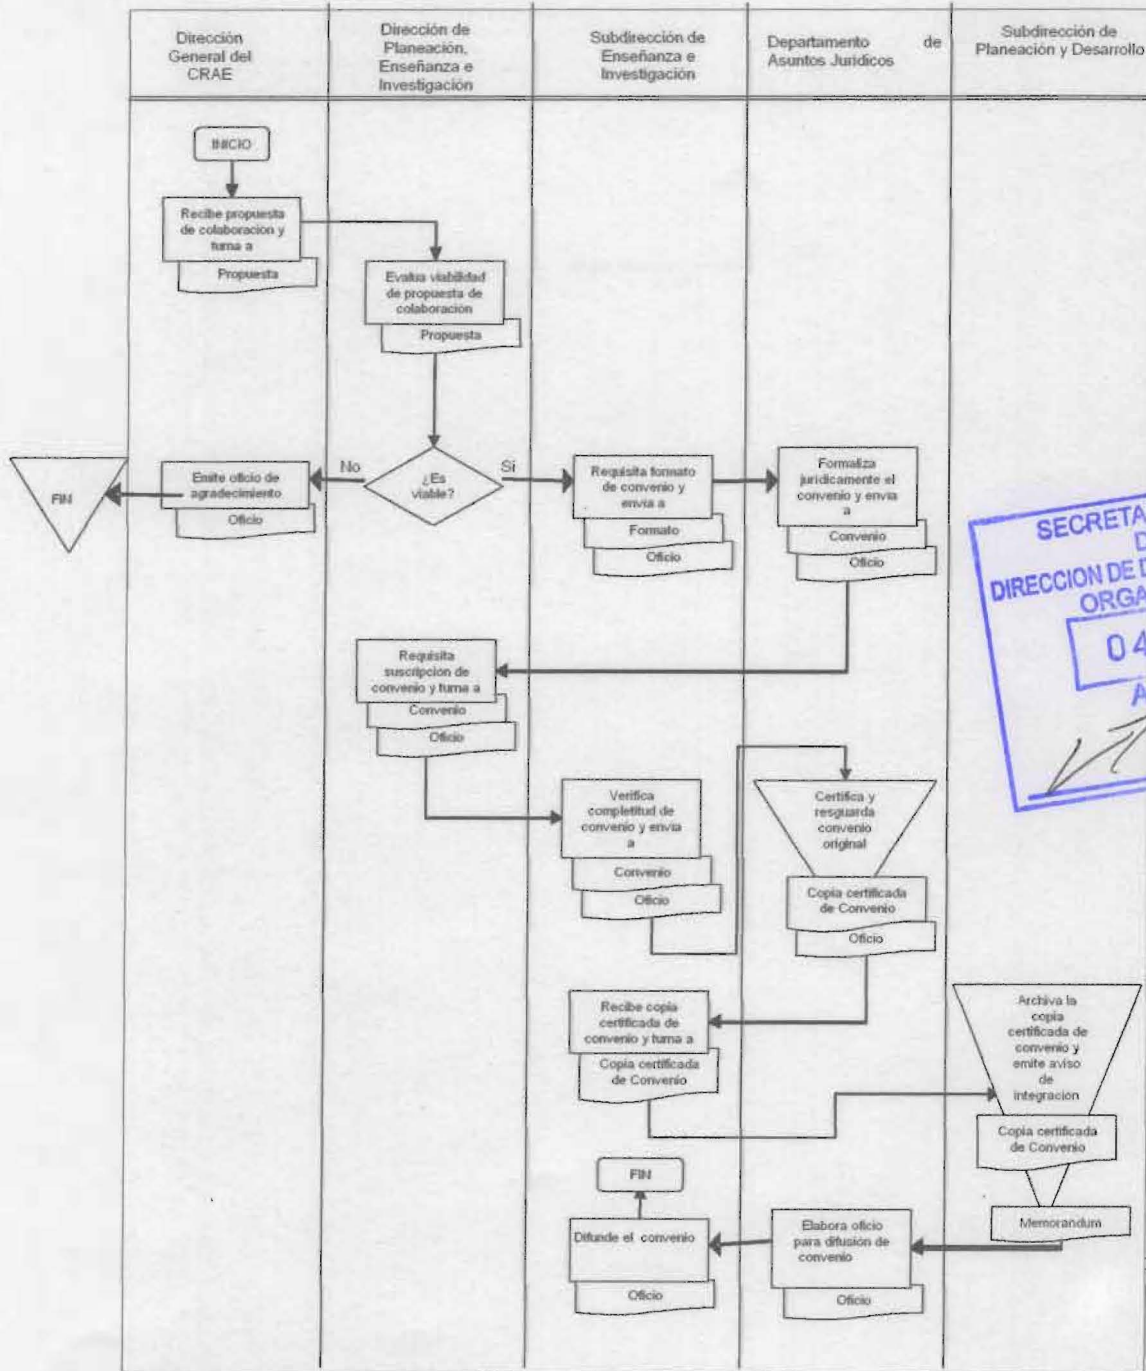 Dirección
General del
CRAE
Dirección de
Planeación,
Enseñanza e
Investigación
Subdirección de
Enseñanza e
Investigación
Departamento de
Asuntos Jurídicos
Subdirección de
Planeación y Desarrollo
INICIO
Recibe propuesta
de colaboración y
turna a
Propuesta
Evalua viabilidad
de propuesta de
colaboración
Propuesta
FIN
Emite oficio de
agradecimiento
Oficio
No
¿Es
viable?
Si
Requisita formato
de convenio y
envia a
Formato
Oficio
Formaliza
jurídicamente el
convenio y envia
a
Convenio
Oficio
SECRETA
D
DIRECCION DE D
ORGA
04
A
Requisita
suscripcion de
convenio y turna a
Convenio
Oficio
Verifica
completitud de
convenio y envia
a
Convenio
Oficio
Certifica y
resguarda
convenio
original
Copia certificada
de Convenio
Oficio
Recibe copia
certificada de
convenio y turna a
Copia certificada
de Convenio
Archiva la
copia
certificada de
convenio y
emite aviso
de
integración
Copia certificada
de Convenio
Memorandum
FIN
Difunde el convenio
Oficio
Elabora oficio
para difusión de
convenio
Oficio